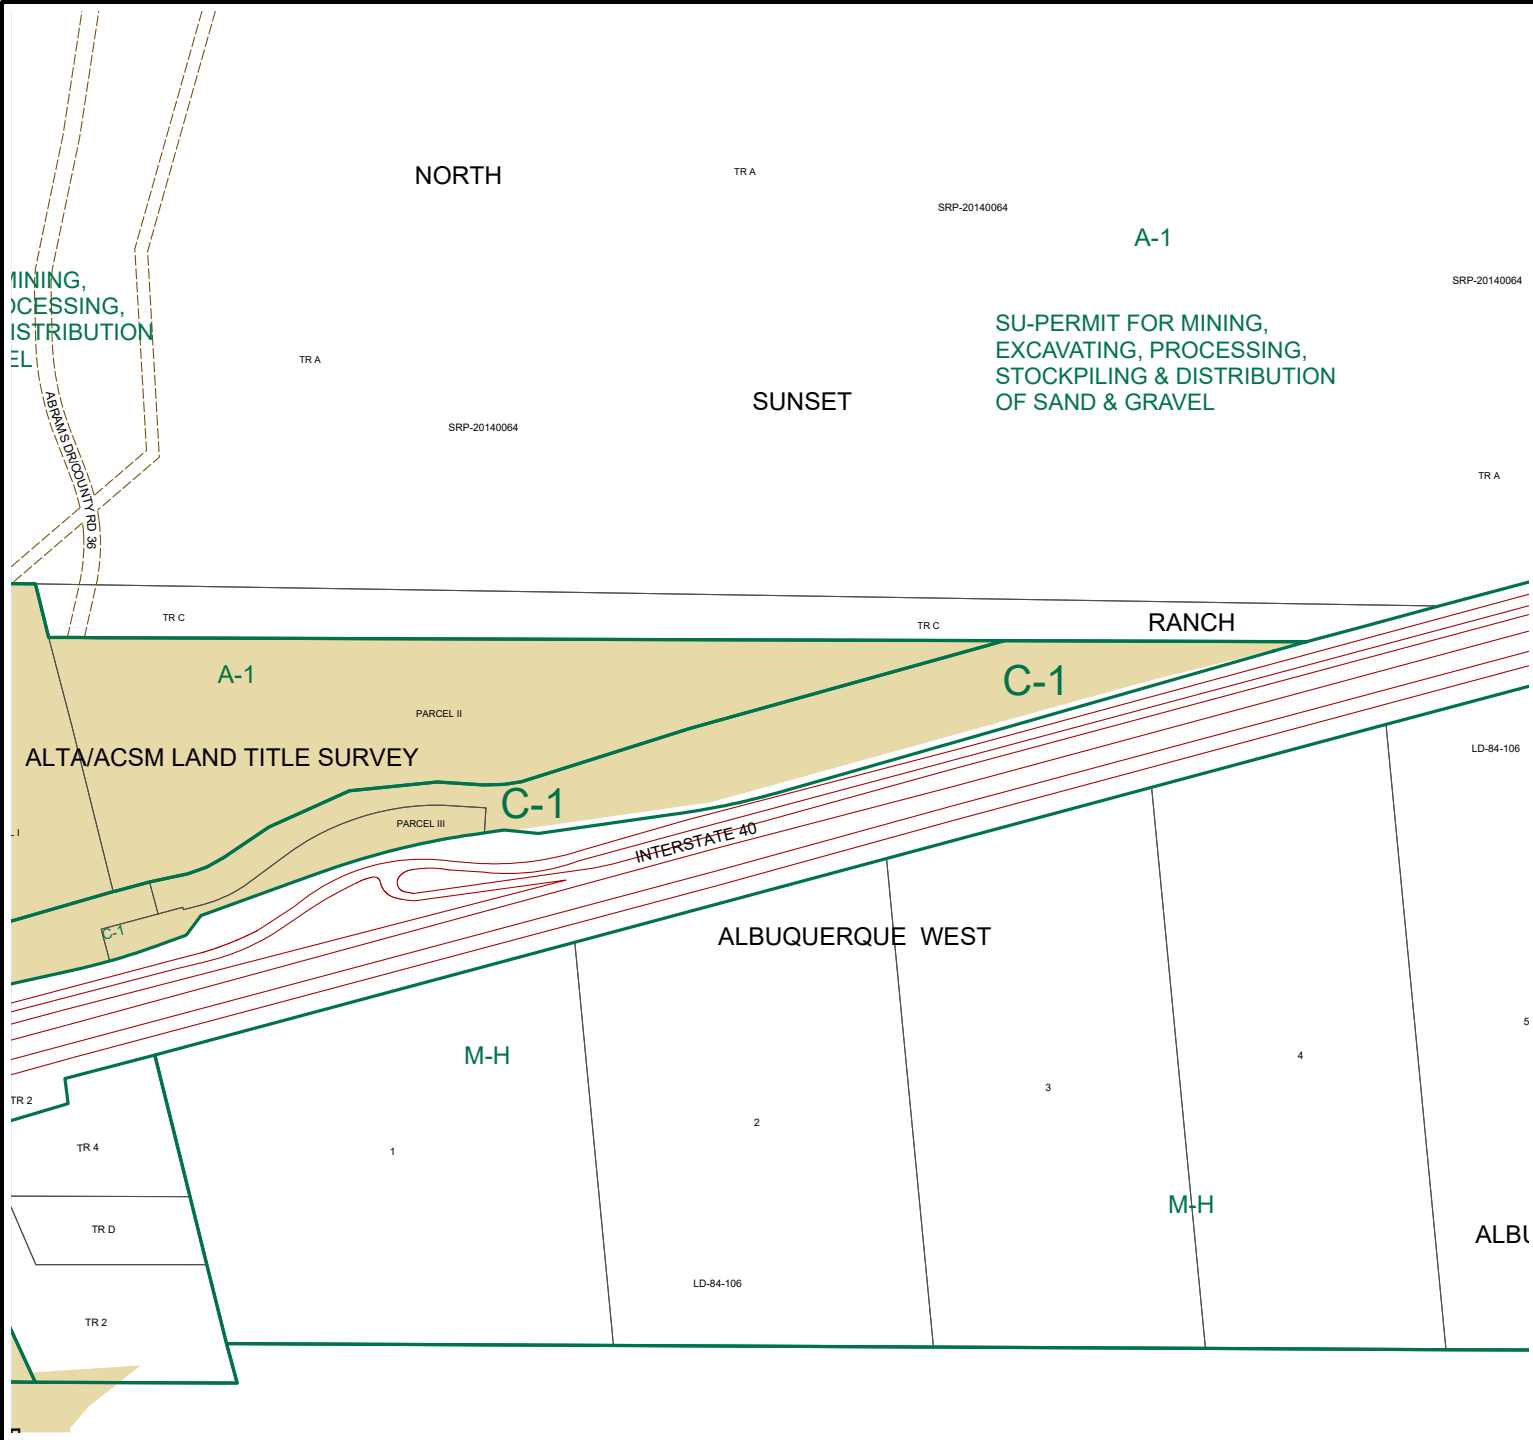 NORTH
TR A
SRP-20140064
A-1
MINING,
OCESSING,
ISTRIBUTION
EL
SRP-20140064
SU-PERMIT FOR MINING,
EXCAVATING, PROCESSING,
STOCKPILING & DISTRIBUTION
OF SAND & GRAVEL
TR A
SUNSET
ABRAMS DR/COUNTY RD 36
SRP-20140064
TR A
TR C
TR C
RANCH
A-1
C-1
PARCEL II
ALTA/ACSM LAND TITLE SURVEY
LD-84-106
C-1
PARCEL III
L I
INTERSTATE 40
C-1
ALBUQUERQUE WEST
5
M-H
4
3
TR 2
2
TR 4
1
M-H
TR D
ALBU
LD-84-106
TR 2